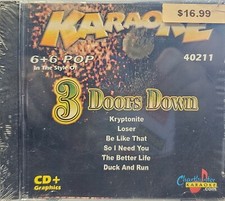 $16.99
KARAOKE
6+6 POP
40211
In The Style Of
3 Doors Down
Kryptonite
Loser
Be Like That
So I Need You
The Better Life
Duck And Run
CD+
Graphics
Chartbuster
KARAOKE